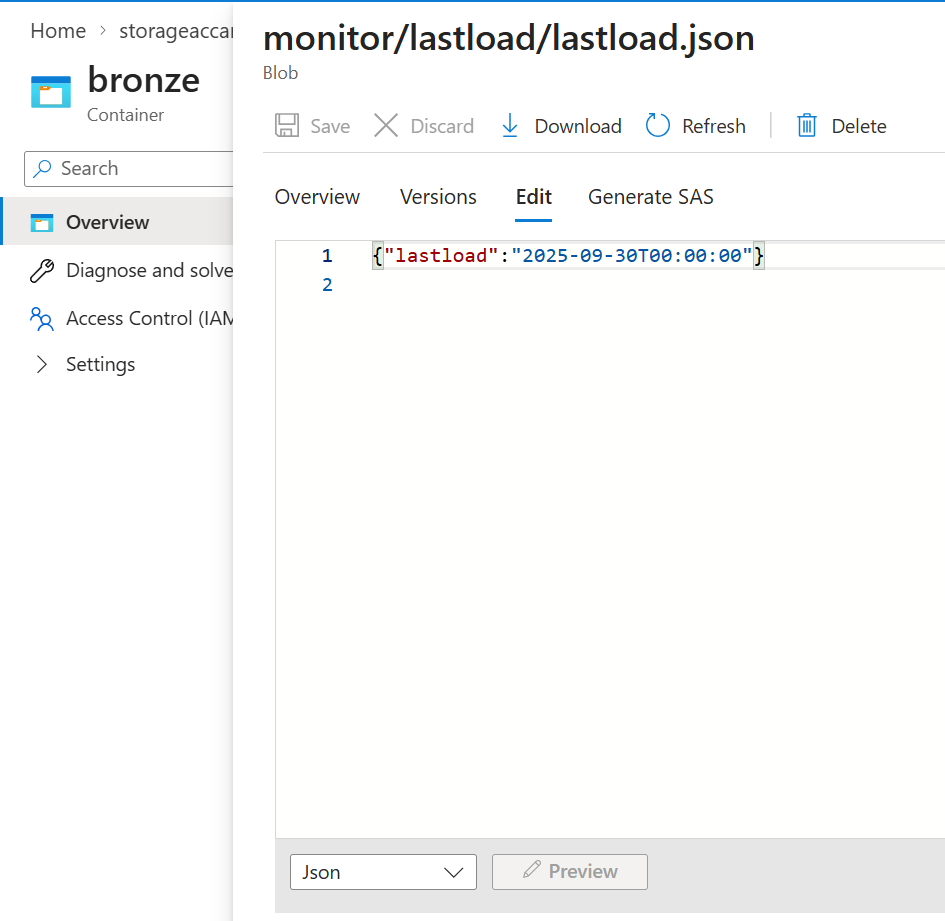 Home > storageaccar
bronze
Container
Search
Overview
Diagnose and solve
Access Control (IAM
Settings
monitor/lastload/lastload.json
Blob
Save Discard Download Refresh Delete
Overview Versions Edit Generate SAS
1 {"lastload":"2025-09-30T00:00:00"}
2
Json Preview